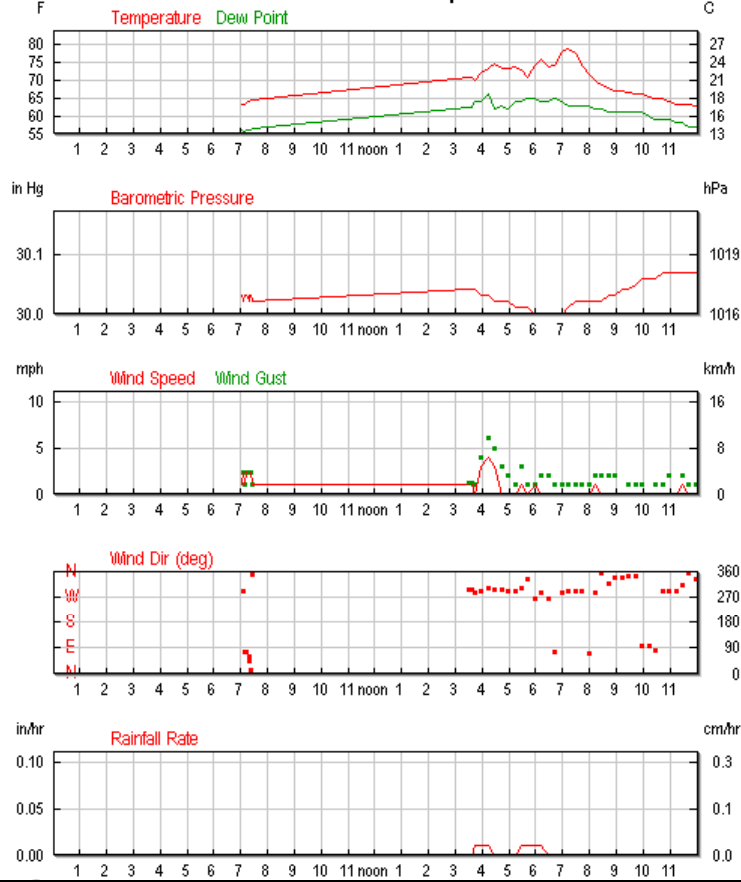 F C
Temperature Dew Point
80 27
75 24
70 21
65 18
60 16
55 13
1 2 3 4 5 6 7 8 9 10 11 noon 1 2 3 4 5 6 7 8 9 10 11
in Hg hPa
Barometric Pressure
30.1 1019
30.0 1016
1 2 3 4 5 6 7 8 9 10 11 noon 1 2 3 4 5 6 7 8 9 10 11
mph km/h
Wind Speed Wind Gust
10 16
5 8
0 0
1 2 3 4 5 6 7 8 9 10 11 noon 1 2 3 4 5 6 7 8 9 10 11
Wind Dir (deg)
N 360
W 270
S 180
E 90
N 0
1 2 3 4 5 6 7 8 9 10 11 noon 1 2 3 4 5 6 7 8 9 10 11
in/hr cm/hr
Rainfall Rate
0.10 0.3
0.05 0.1
0.00 0.0
1 2 3 4 5 6 7 8 9 10 11 noon 1 2 3 4 5 6 7 8 9 10 11